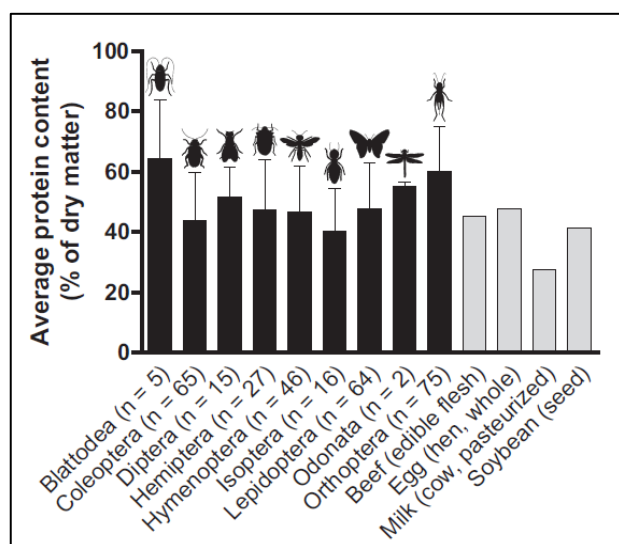 Average protein content
(% of dry matter)
100
80
60
40
20
0
Blattodea (n = 5)
Coleoptera (n = 65)
Diptera (n = 15)
Hemiptera (n = 27)
Hymenoptera (n = 46)
Isoptera (n = 16)
Lepidoptera (n = 64)
Odonata (n = 2)
Orthoptera (n = 75)
Beef (edible flesh)
Egg (hen, whole)
Milk (cow, pasteurized)
Soybean (seed)